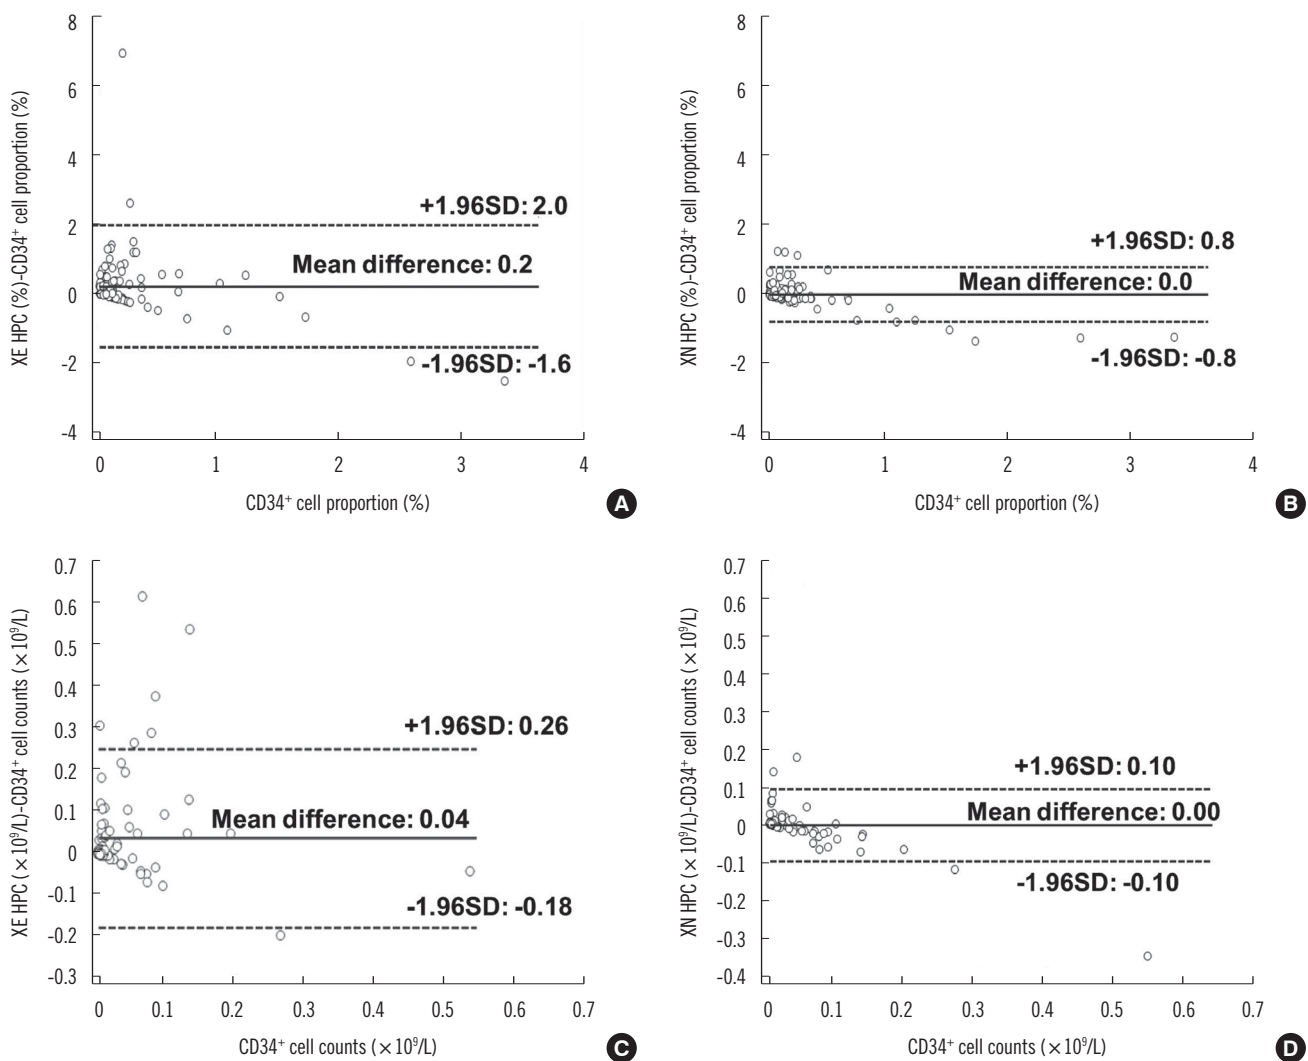 8
6
4
2
0
-2
-4
XE HPC (%)-CD34+ cell proportion (%)
+1.96SD: 2.0
Mean difference: 0.2
-1.96SD: -1.6
0 1 2 3 4
CD34+ cell proportion (%)
A
8
6
4
2
0
-2
-4
XN HPC (%)-CD34+ cell proportion (%)
+1.96SD: 0.8
Mean difference: 0.0
-1.96SD: -0.8
0 1 2 3 4
CD34+ cell proportion (%)
B
0.7
0.6
0.5
0.4
0.3
0.2
0.1
0
-0.1
-0.2
-0.3
XE HPC (×10⁹/L)-CD34+ cell counts (×10⁹/L)
+1.96SD: 0.26
Mean difference: 0.04
-1.96SD: -0.18
0 0.1 0.2 0.3 0.4 0.5 0.6 0.7
CD34+ cell counts (×10⁹/L)
C
0.7
0.6
0.5
0.4
0.3
0.2
0.1
0
-0.1
-0.2
-0.3
-0.4
XN HPC (×10⁹/L)-CD34+ cell counts (×10⁹/L)
+1.96SD: 0.10
Mean difference: 0.00
-1.96SD: -0.10
0 0.1 0.2 0.3 0.4 0.5 0.6 0.7
CD34+ cell counts (×10⁹/L)
D